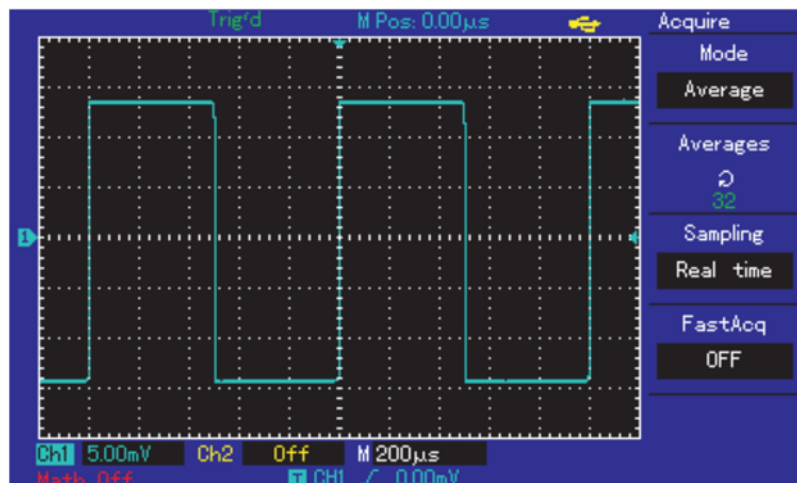 Trig'd M Pos: 0.00µs Acquire
Mode
Average
Averages
32
1
Sampling
Real time
FastAcq
OFF
Ch1 5.00mV Ch2 Off M 200µs
Math Off T CH1 0.00mV